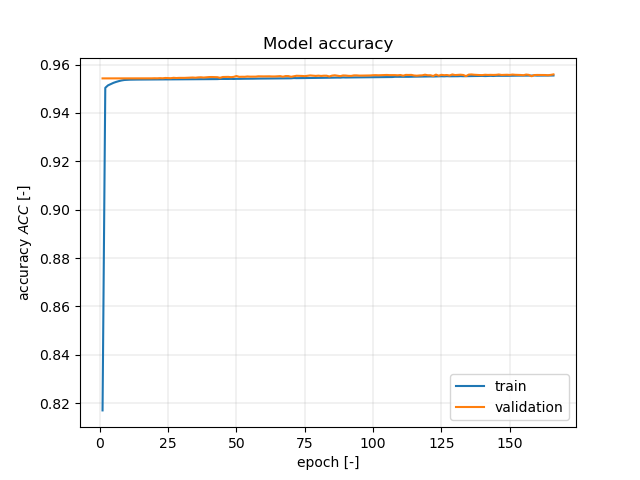 Model accuracy
0.96
0.94
0.92
0.90
0.88
0.86
0.84
0.82
accuracy ACC [-]
0 25 50 75 100 125 150
epoch [-]
train
validation